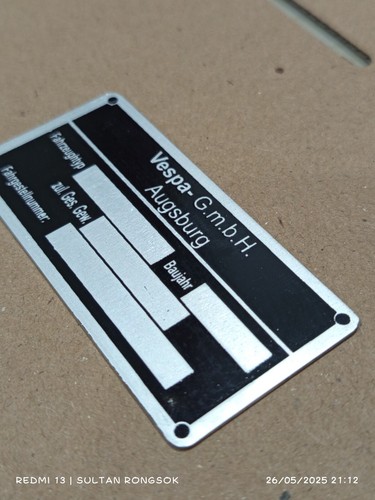 Vespa- G.m.b.H.
Augsburg
Fahrzeugtyp
zul. Ges. Gew.
Baujahr
Fahrgestellnummer:
REDMI 13 | SULTAN RONGSOK
26/05/2025 21:12